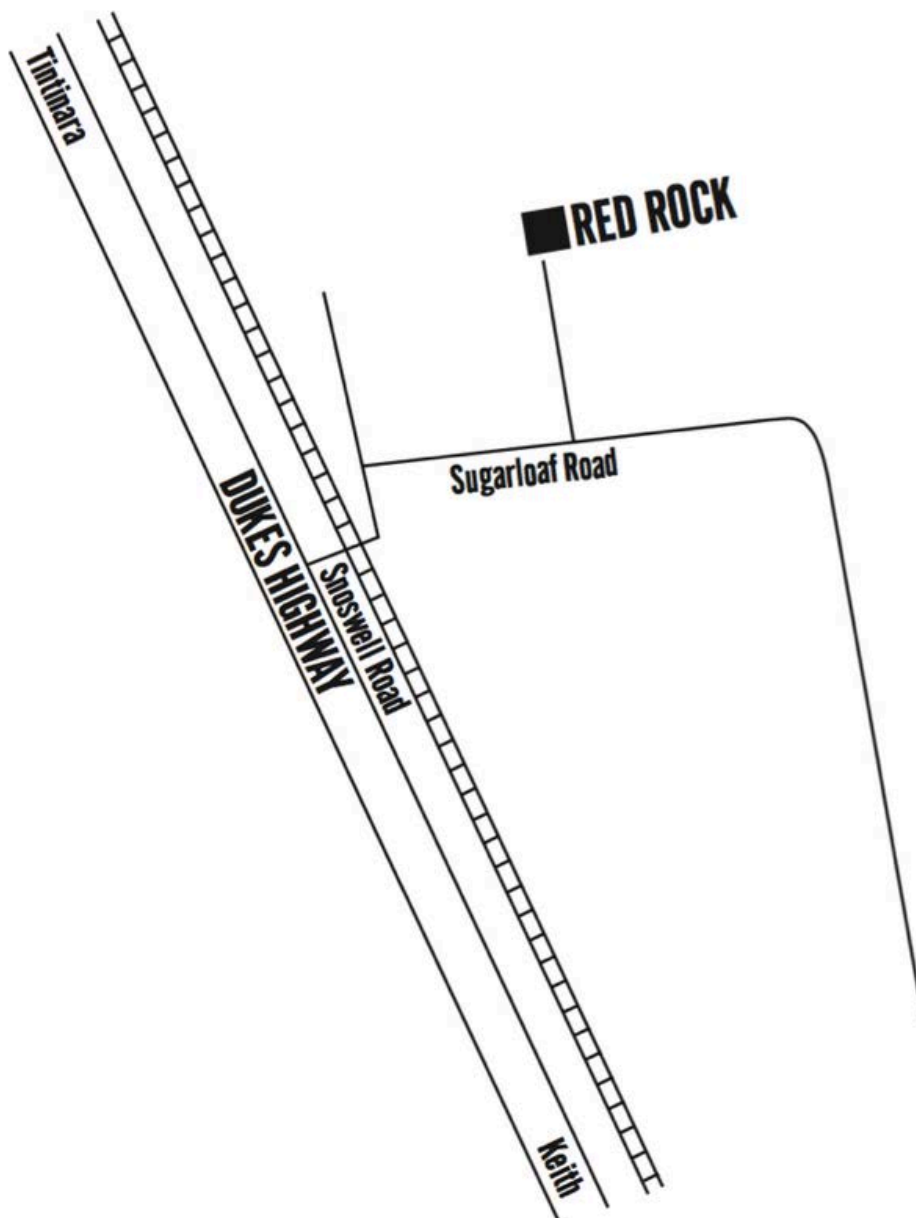 Tintinara
RED ROCK
Sugarloaf Road
DUKES HIGHWAY
Snoswell Road
Keith